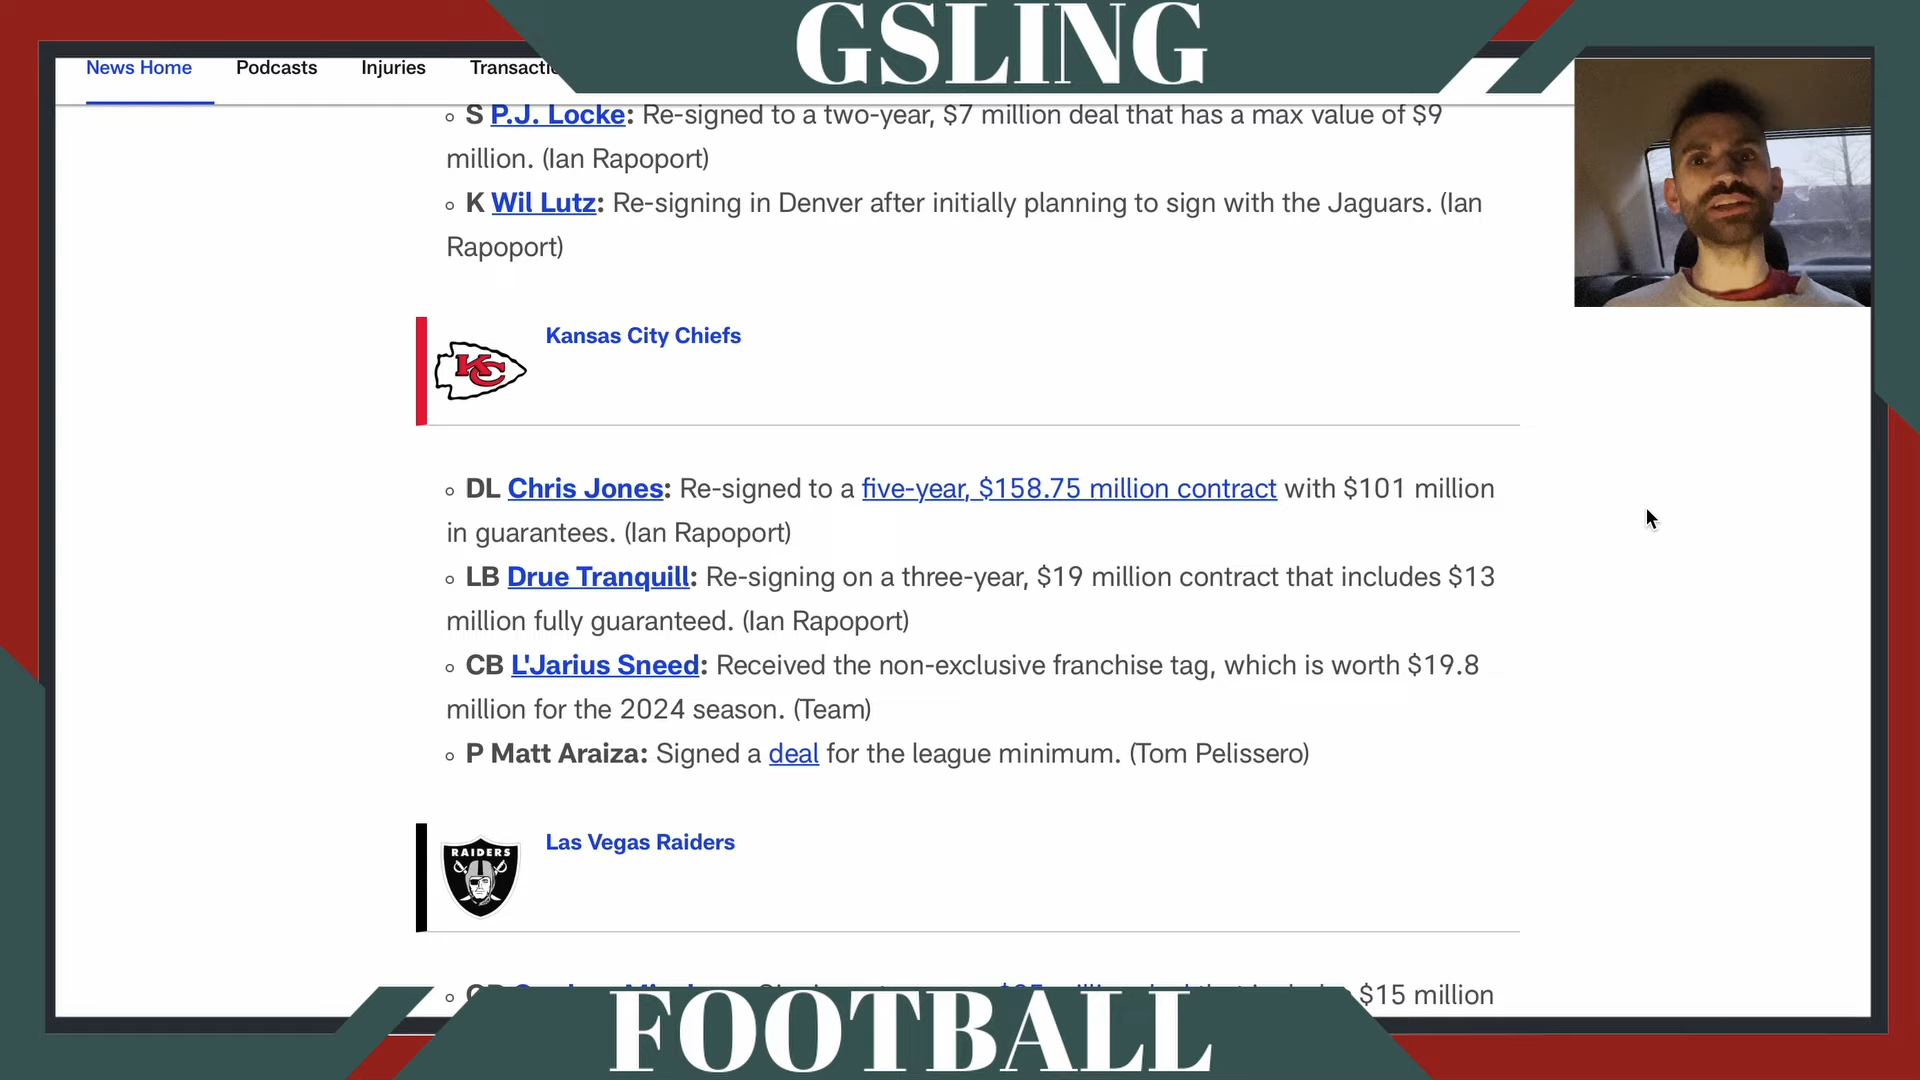 GSLING
News Home Podcasts Injuries
S P.J. Locke: Re-signed to a two-year, $7 million deal that has a max value of $9
million. (Ian Rapoport)
K Wil Lutz: Re-signing in Denver after initially planning to sign with the Jaguars. (Ian
Rapoport)
Kansas City Chiefs
KC
DL Chris Jones: Re-signed to a five-year, $158.75 million contract with $101 million
in guarantees. (Ian Rapoport)
LB Drue Tranquill: Re-signing on a three-year, $19 million contract that includes $13
million fully guaranteed. (Ian Rapoport)
CB L'Jarius Sneed: Received the non-exclusive franchise tag, which is worth $19.8
million for the 2024 season. (Team)
P Matt Araiza: Signed a deal for the league minimum. (Tom Pelissero)
Las Vegas Raiders
RAIDERS
$15 million
FOOTBALL